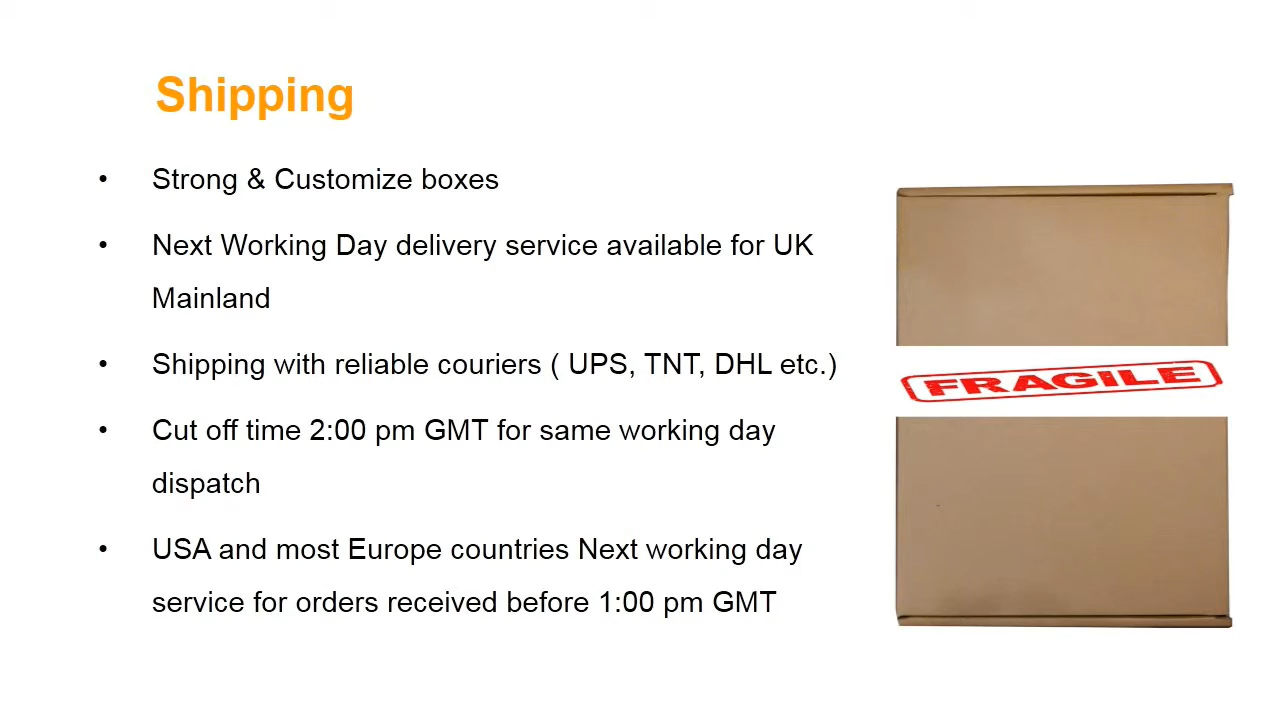 Shipping
• Strong & Customize boxes
• Next Working Day delivery service available for UK
Mainland
• Shipping with reliable couriers ( UPS, TNT, DHL etc.)
• Cut off time 2:00 pm GMT for same working day
dispatch
• USA and most Europe countries Next working day
service for orders received before 1:00 pm GMT
FRAGILE